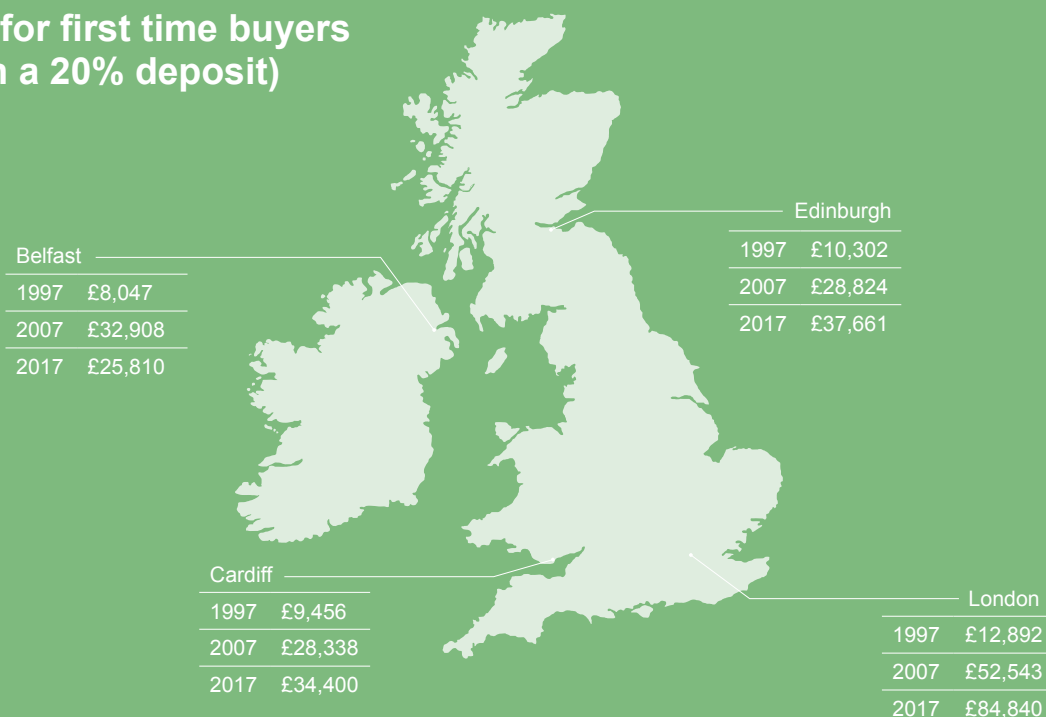 for first time buyers
a 20% deposit)
Edinburgh
1997 £10,302
2007 £28,824
2017 £37,661
Belfast
1997 £8,047
2007 £32,908
2017 £25,810
Cardiff
1997 £9,456
2007 £28,338
2017 £34,400
London
1997 £12,892
2007 £52,543
2017 £84,840